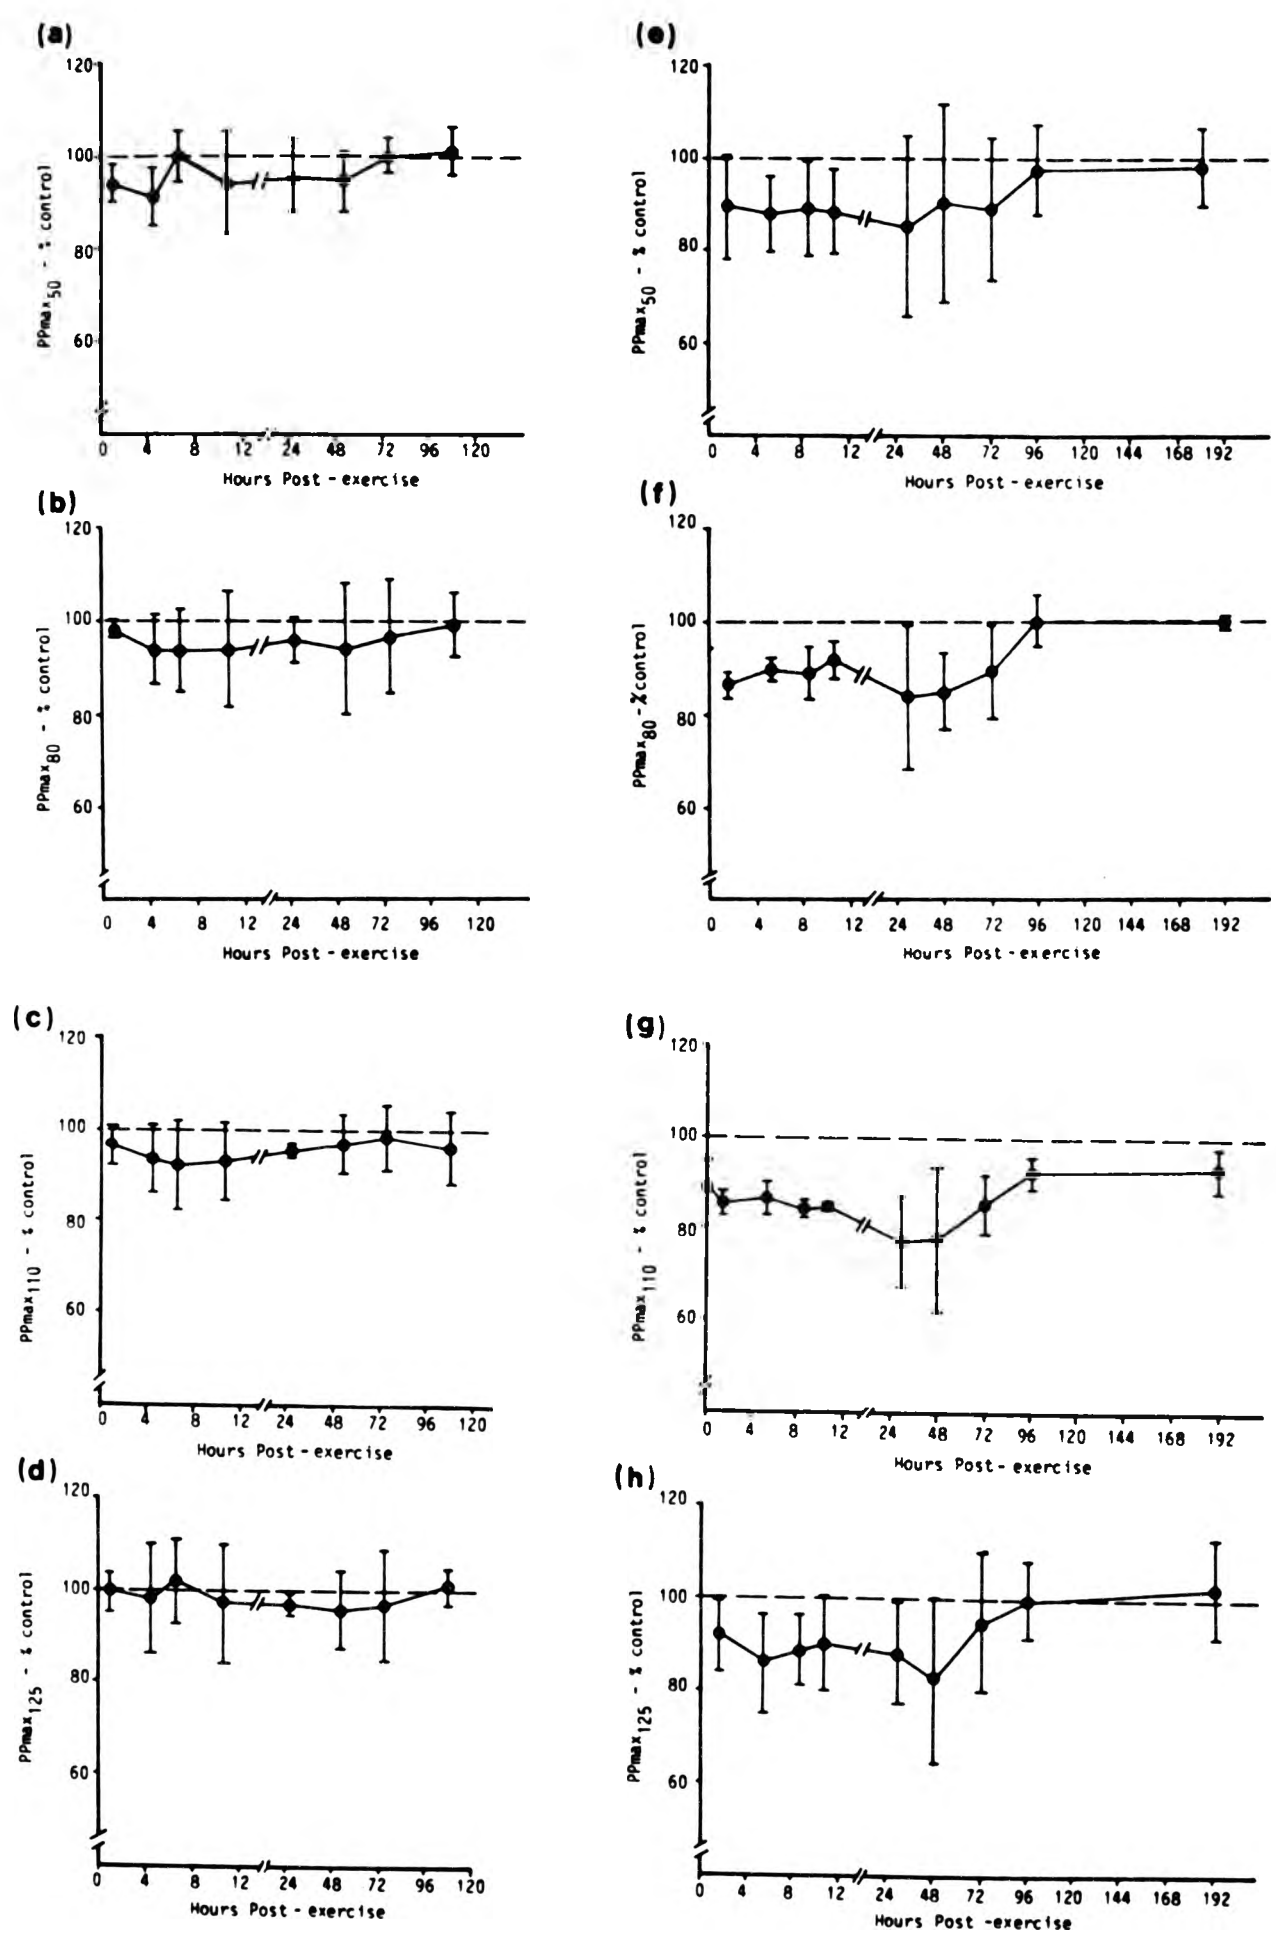 (a)
120
100
80
60
PPmax50 - % control
0 4 8 12 24 48 72 96 120
Hours Post - exercise
(b)
120
100
80
60
PPmax80 - % control
0 4 8 12 24 48 72 96 120
Hours Post - exercise
(c)
120
100
80
60
PPmax110 - % control
0 4 8 12 24 48 72 96 120
Hours Post - exercise
(d)
120
100
80
60
PPmax125 - % control
0 4 8 12 24 48 72 96 120
Hours Post - exercise
(e)
120
100
80
60
PPmax50 - % control
0 4 8 12 24 48 72 96 120 144 168 192
Hours Post - exercise
(f)
120
100
80
60
PPmax80 - % control
0 4 8 12 24 48 72 96 120 144 168 192
Hours Post - exercise
(g)
120
100
80
60
PPmax110 - % control
0 4 8 12 24 48 72 96 120 144 168 192
Hours Post - exercise
(h)
120
100
80
60
PPmax125 - % control
0 4 8 12 24 48 72 96 120 144 168 192
Hours Post - exercise